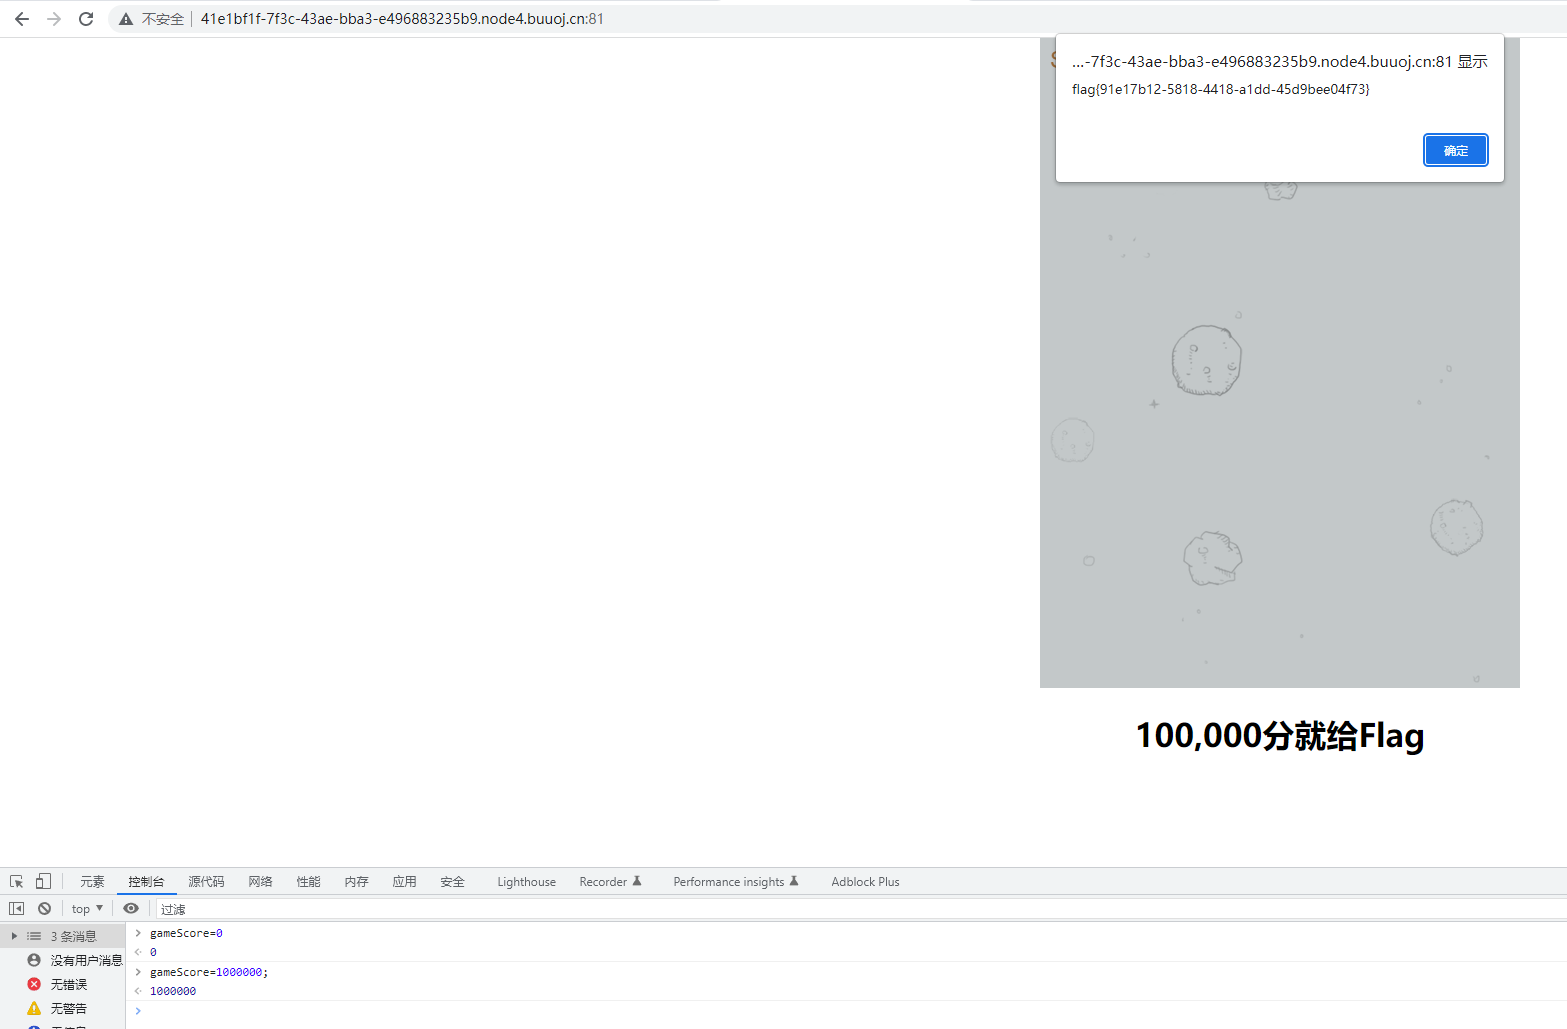 不安全 41e1bf1f-7f3c-43ae-bba3-e496883235b9.node4.buuoj.cn:81
...-7f3c-43ae-bba3-e496883235b9.node4.buuoj.cn:81 显示
flag{91e17b12-5818-4418-a1dd-45d9bee04f73}
确定
100,000分就给Flag
元素 控制台 源代码 网络 性能 内存 应用 安全 Lighthouse Recorder Performance insights Adblock Plus
top 过滤
3 条消息
没有用户消息
无错误
无警告
gameScore=0
0
gameScore=1000000;
1000000